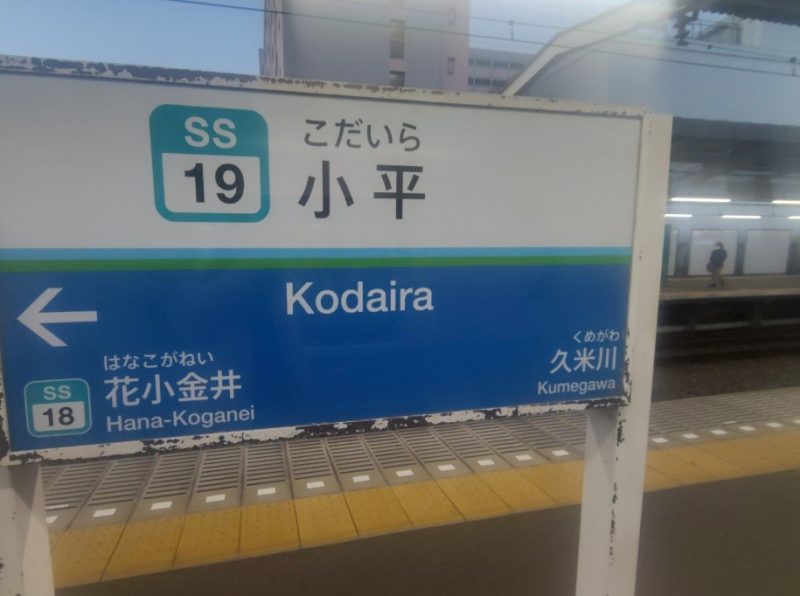 SS
19
こだいら
小平
Kodaira
はなこがねい
SS
18
花小金井
Hana-Koganei
くめがわ
久米川
Kumegawa